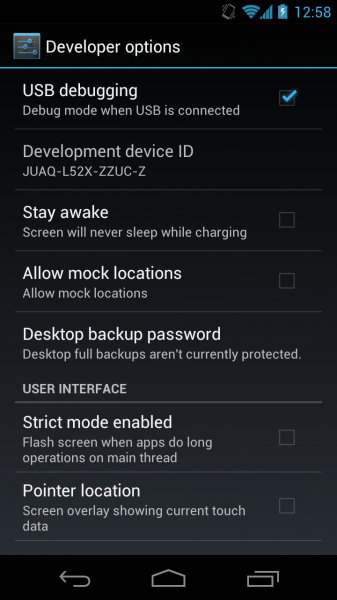 12:58
Developer options
USB debugging
Debug mode when USB is connected
Development device ID
JUAQ-L52X-ZZUC-Z
Stay awake
Screen will never sleep while charging
Allow mock locations
Allow mock locations
Desktop backup password
Desktop full backups aren't currently protected.
USER INTERFACE
Strict mode enabled
Flash screen when apps do long
operations on main thread
Pointer location
Screen overlay showing current touch
data